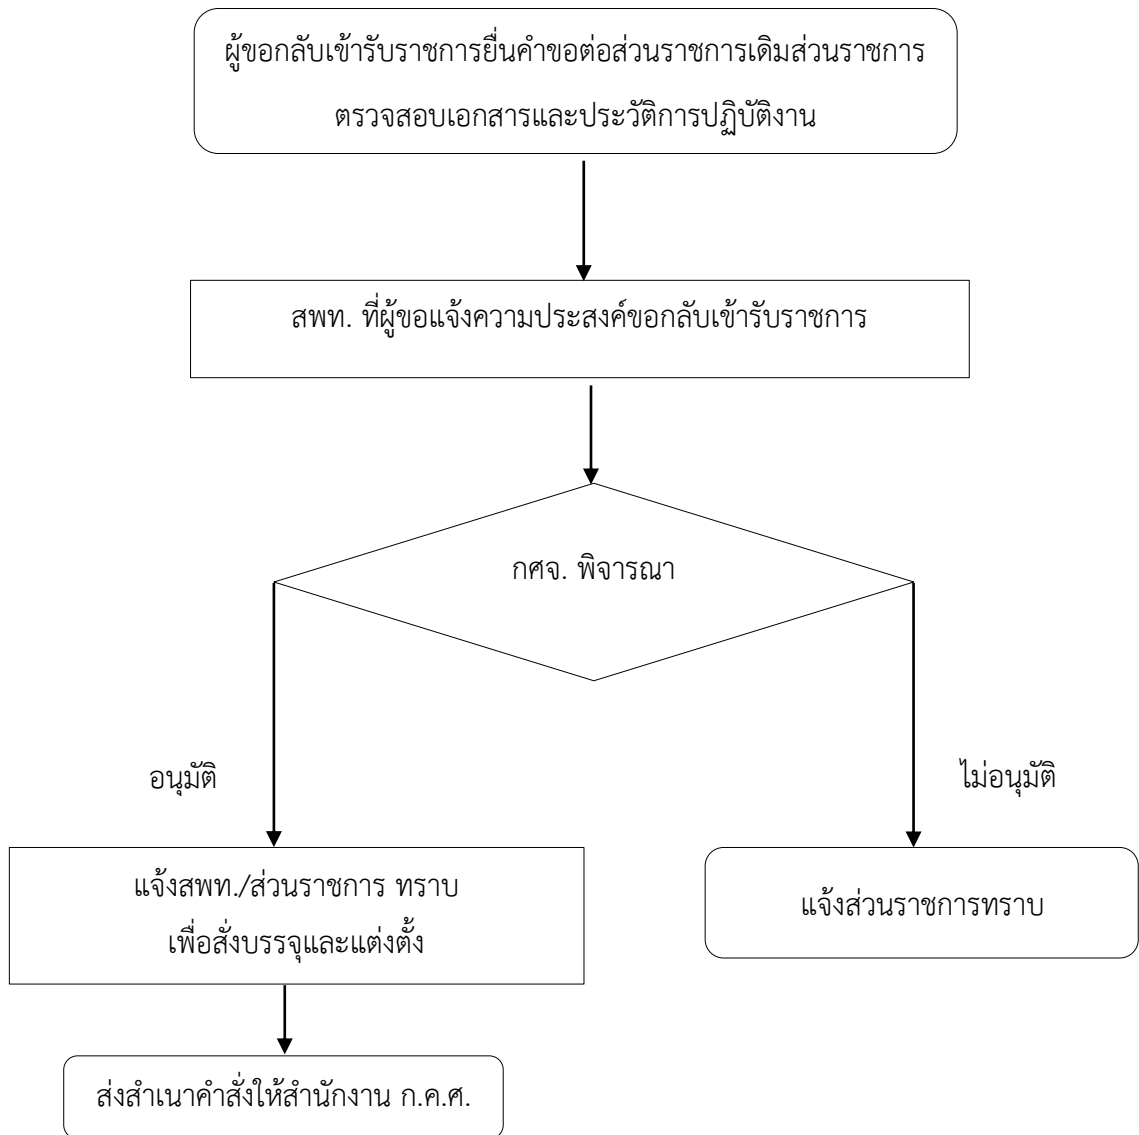 ผู้ขอกลับเข้ารับราชการยื่นคำขอต่อส่วนราชการเดิมส่วนราชการ
ตรวจสอบเอกสารและประวัติการปฏิบัติงาน
สพท. ที่ผู้ขอแจ้งความประสงค์ขอกลับเข้ารับราชการ
กศจ. พิจารณา
อนุมัติ
ไม่อนุมัติ
แจ้งสพท./ส่วนราชการ ทราบ
เพื่อสั่งบรรจุและแต่งตั้ง
แจ้งส่วนราชการทราบ
ส่งสำเนาคำสั่งให้สำนักงาน ก.ค.ศ.